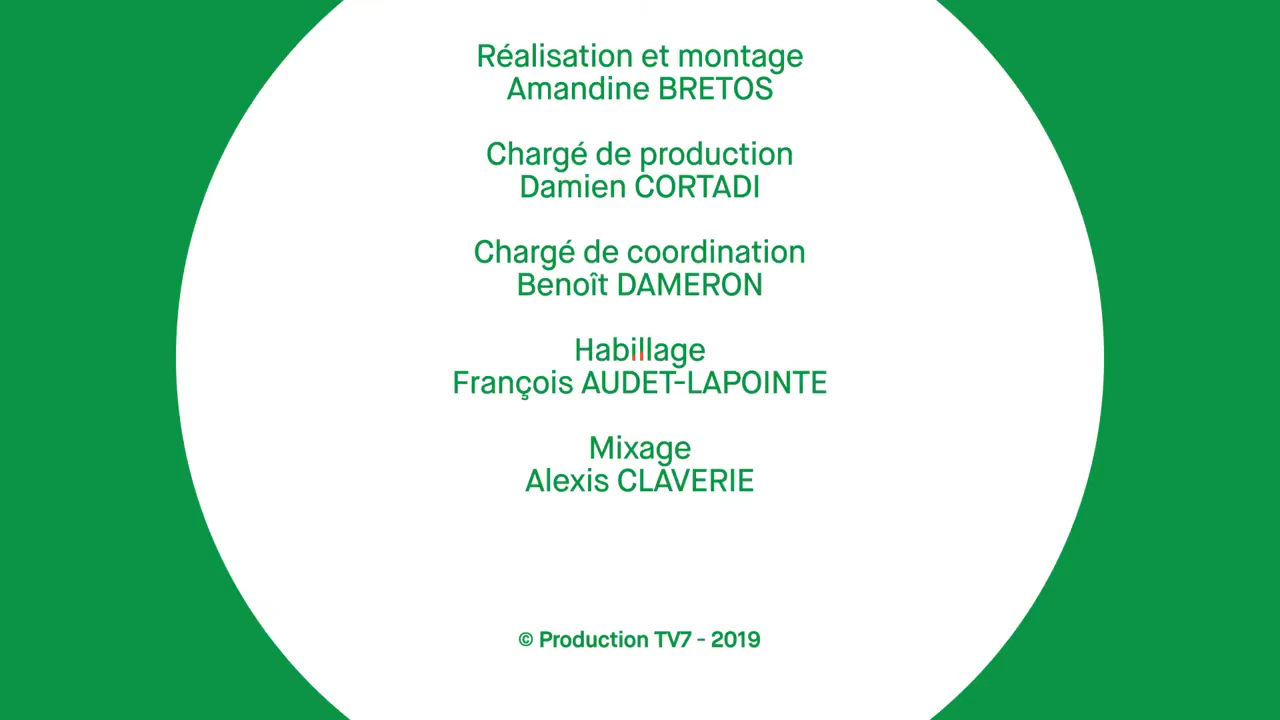 Réalisation et montage
Amandine BRETOS
Chargé de production
Damien CORTADI
Chargé de coordination
Benoît DAMERON
Habillage
François AUDET-LAPOINTE
Mixage
Alexis CLAVERIE
© Production TV7 - 2019